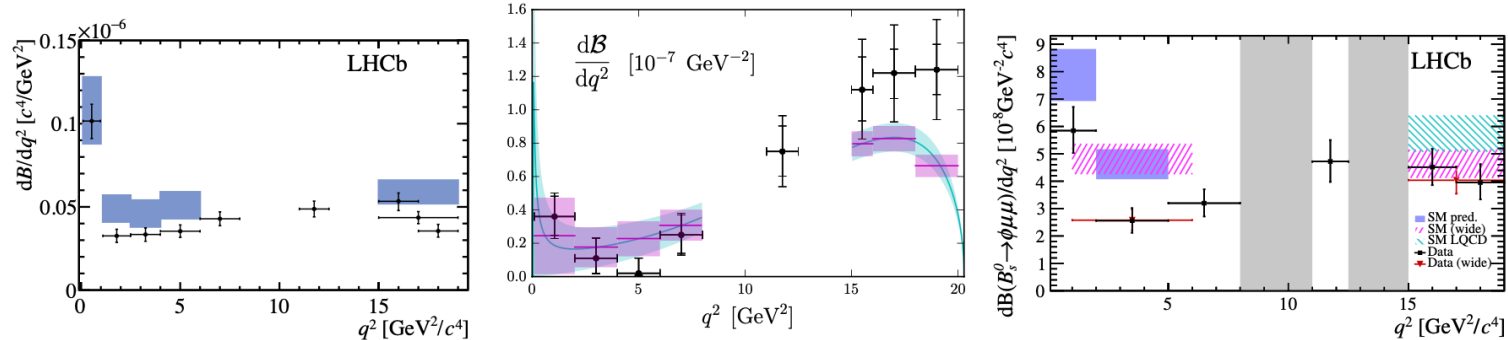 ×10⁻⁶
0.15
0.1
0.05
0
dB/dq² [c⁴/GeV²]
LHCb
0 5 10 15
q² [GeV²/c⁴]
1.6
1.4
1.2
1.0
0.8
0.6
0.4
0.2
0.0
dℬ/dq² [10⁻⁷ GeV⁻²]
0 5 10 15 20
q² [GeV²]
9
8
7
6
5
4
3
2
1
0
dB(B⁰ₛ→ϕμμ)/dq² [10⁻⁸GeV⁻²c⁴]
LHCb
SM pred.
SM (wide)
SM LQCD
Data
Data (wide)
5 10 15
q² [GeV²/c⁴]